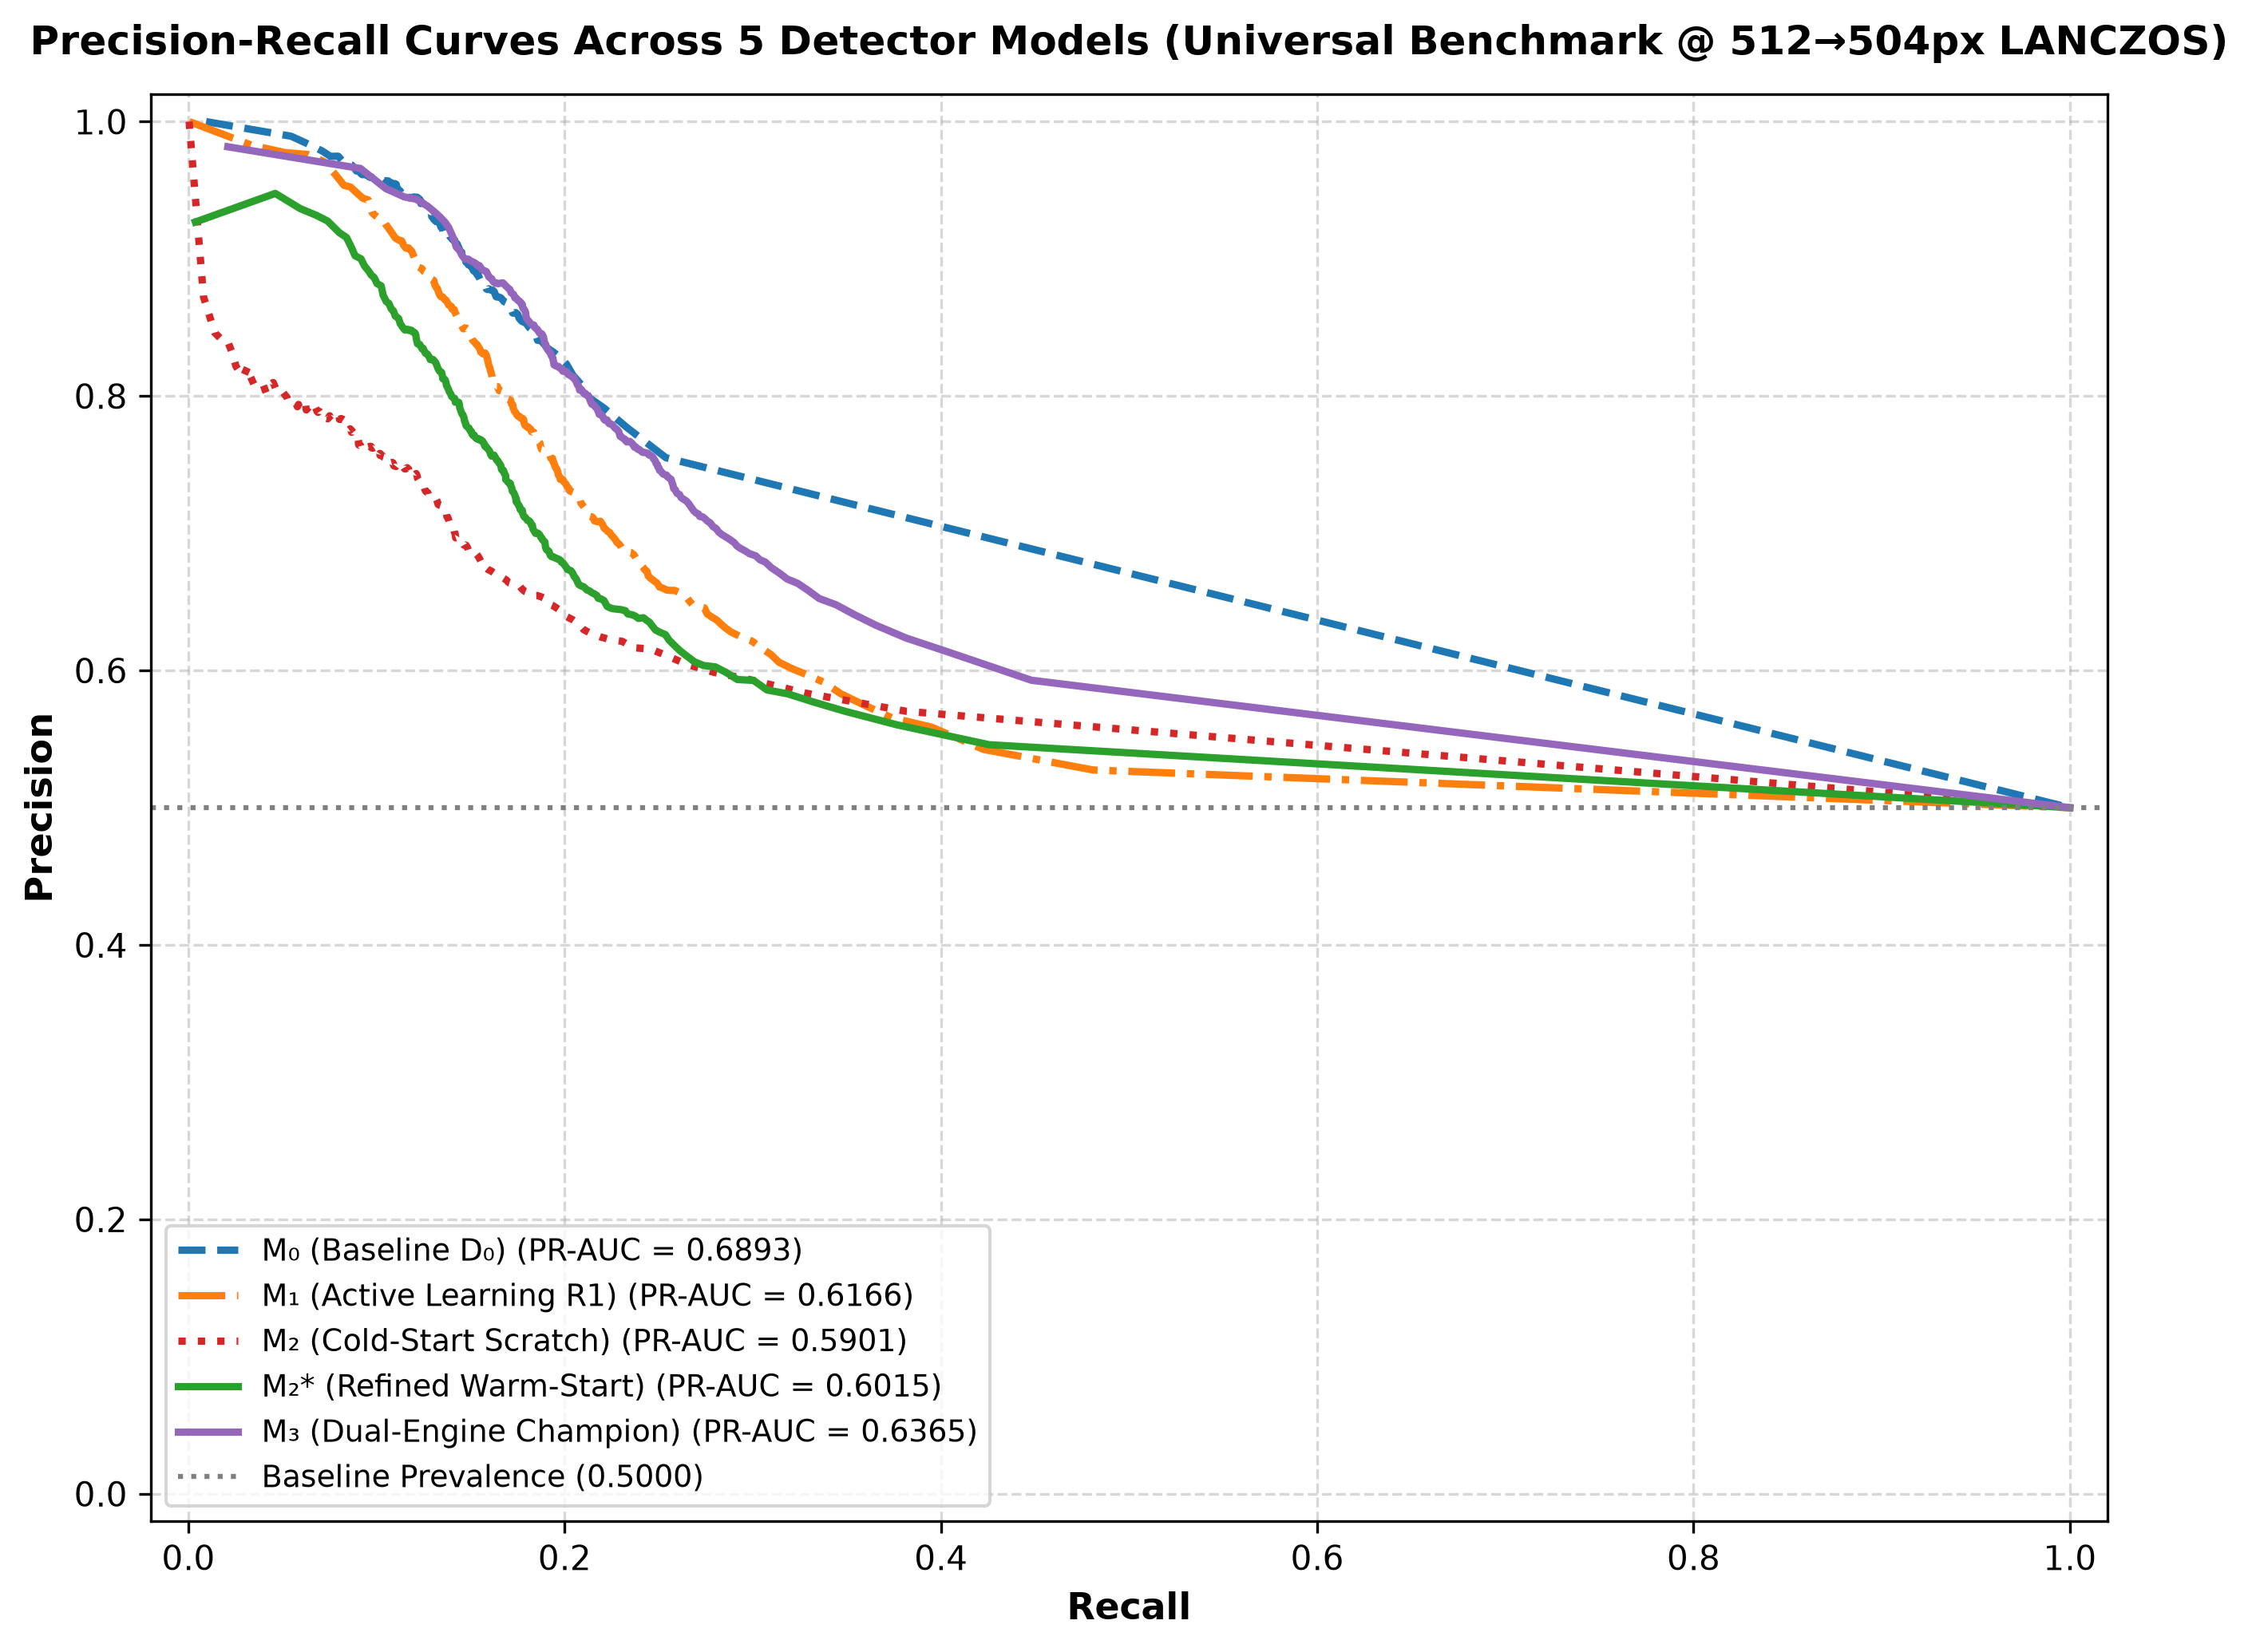 Precision-Recall Curves Across 5 Detector Models (Universal Benchmark @ 512→504px LANCZOS)
Precision
1.0
0.8
0.6
0.4
0.2
0.0
M₀ (Baseline D₀) (PR-AUC = 0.6893)
M₁ (Active Learning R1) (PR-AUC = 0.6166)
M₂ (Cold-Start Scratch) (PR-AUC = 0.5901)
M₂* (Refined Warm-Start) (PR-AUC = 0.6015)
M₃ (Dual-Engine Champion) (PR-AUC = 0.6365)
Baseline Prevalence (0.5000)
0.0 0.2 0.4 0.6 0.8 1.0
Recall